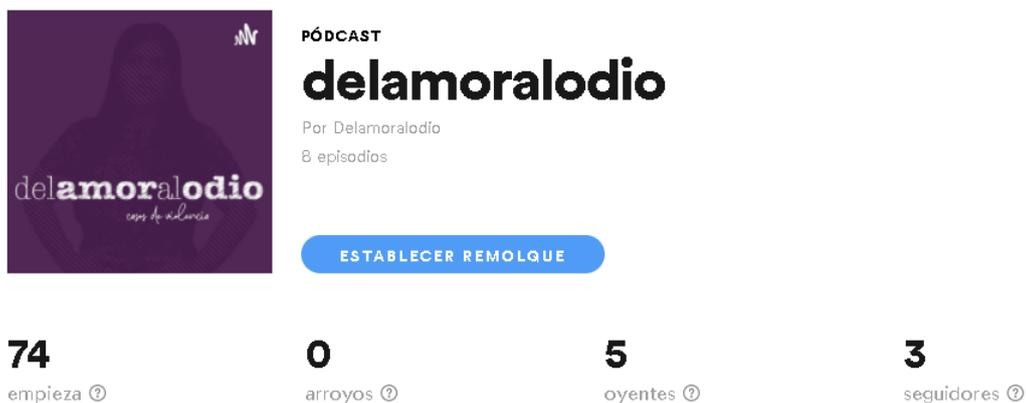 PÓDCAST
delamoralodio
Por Delamoralodio
8 episodios
delamoralodio
casos de violencia
ESTABLECER REMOLQUE
74
empieza ?
0
arroyos ?
5
oyentes ?
3
seguidores ?